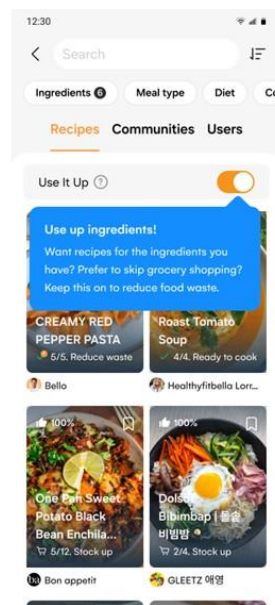 12:30
Search
Ingredients 6
Meal type
Diet
Co
Recipes
Communities
Users
Use It Up ?
Use up ingredients!
Want recipes for the ingredients you
have? Prefer to skip grocery shopping?
Keep this on to reduce food waste.
CREAMY RED
PEPPER PASTA
5/5. Reduce waste
Bello
Roast Tomato
Soup
4/4. Ready to cook
Healthyfitbella Lorr...
100%
One Pan Sweet
Potato Black
Bean Enchila...
5/12. Stock up
ba Bon appetit
100%
Dolsot
Bibimbap | 돌솥
비빔밥
2/4. Stock up
GLEETZ 애영